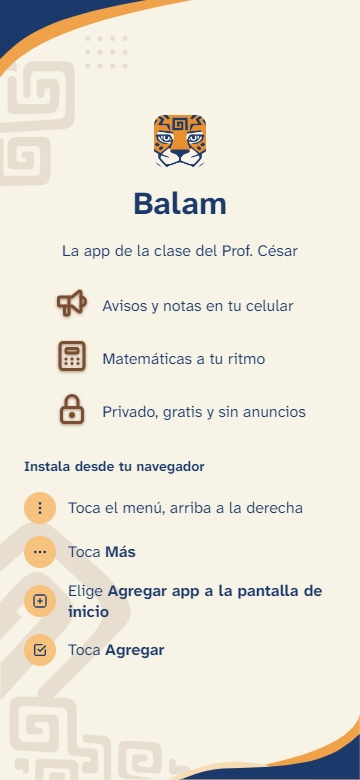 Balam
La app de la clase del Prof. César
Avisos y notas en tu celular
Matemáticas a tu ritmo
Privado, gratis y sin anuncios
Instala desde tu navegador
Toca el menú, arriba a la derecha
Toca Más
Elige Agregar app a la pantalla de
inicio
Toca Agregar